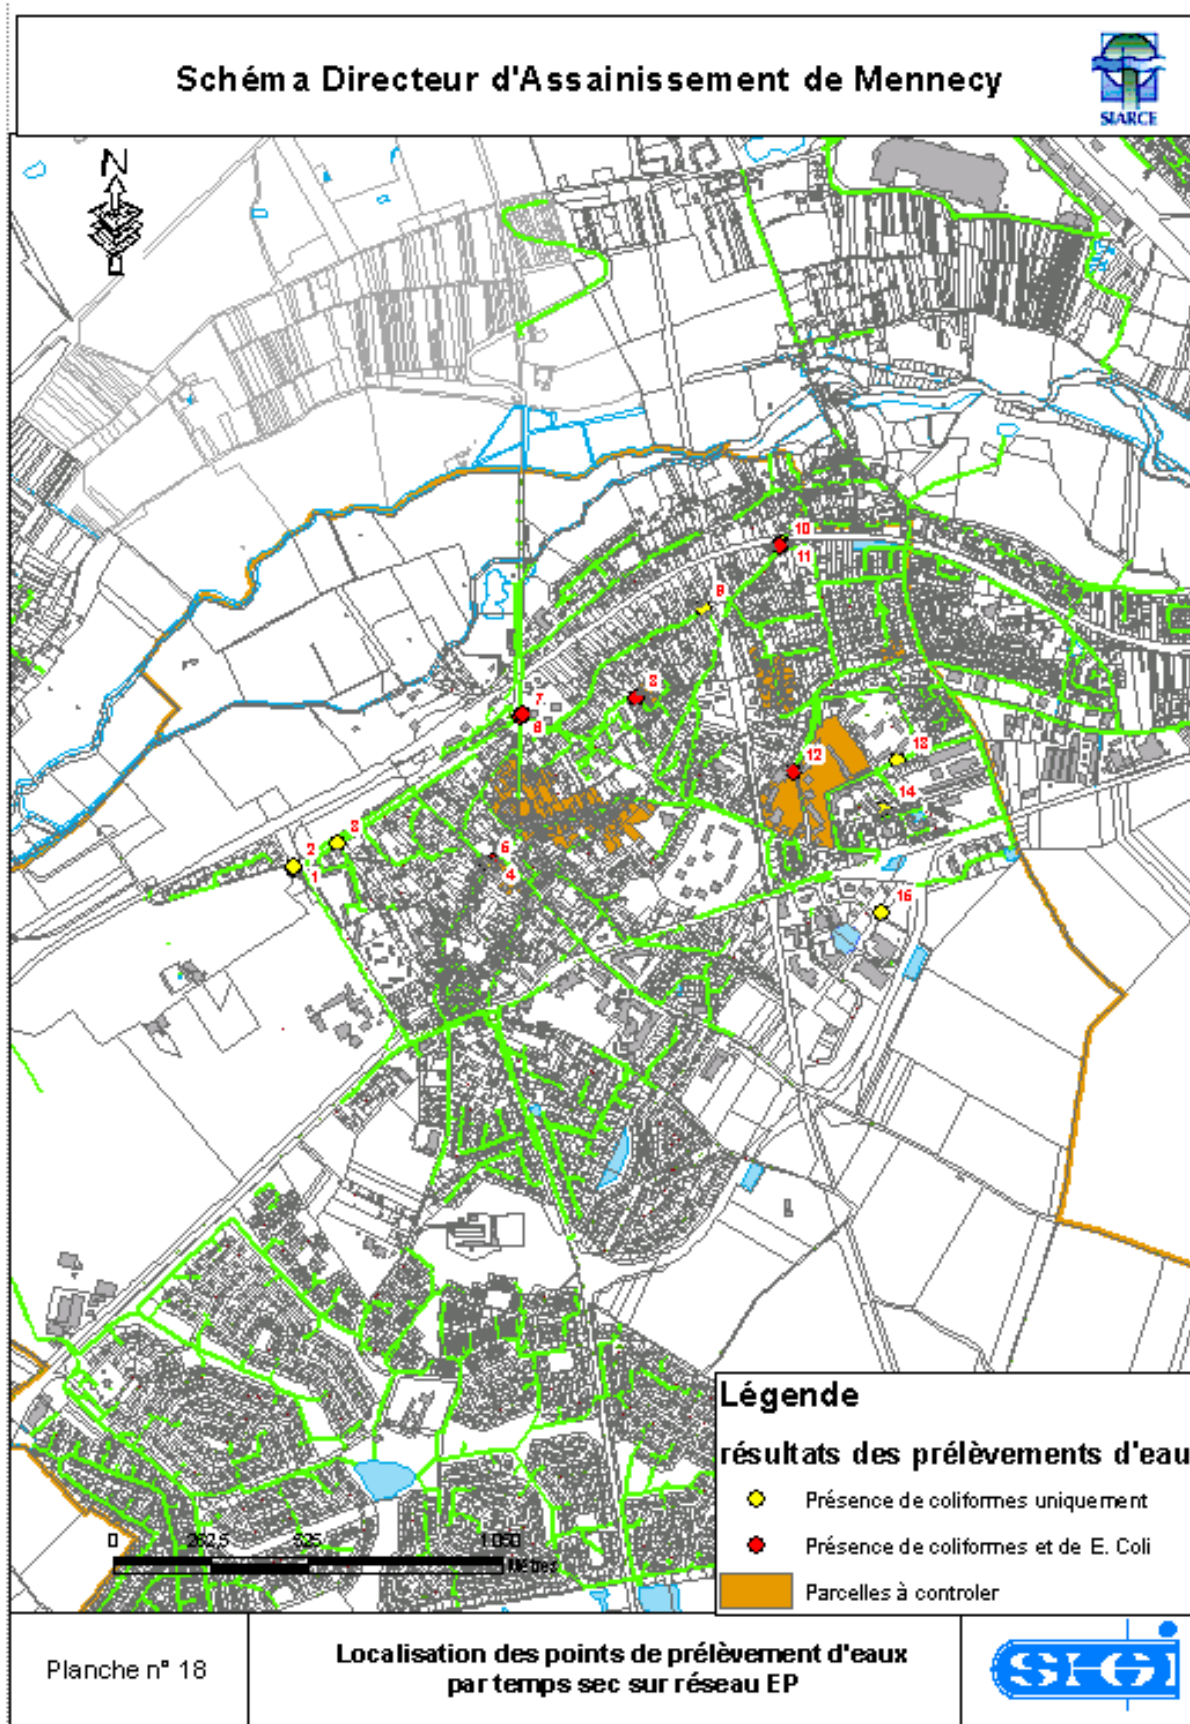 Schéma Directeur d'Assainissement de Mennecy
SIARCE
N
10
11
9
8
7
6
12
13
14
3
2
1
5
4
16
Légende
résultats des prélèvements d'eau
Présence de coliformes uniquement
Présence de coliformes et de E. Coli
Parcelles à controler
0 262,5 525 1 050
Mètres
Planche n° 18
Localisation des points de prélèvement d'eaux
par temps sec sur réseau EP